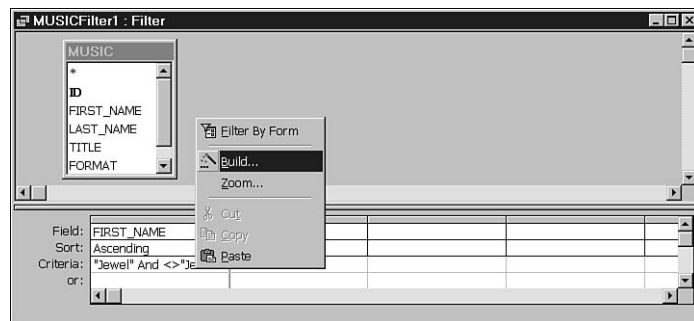 MUSICFilter1 : Filter
MUSIC
*
ID
FIRST_NAME
LAST_NAME
TITLE
FORMAT
Filter By Form
Build...
Zoom...
Cut
Copy
Paste
Field: FIRST_NAME
Sort: Ascending
Criteria: "Jewel" And <>"Je
or: